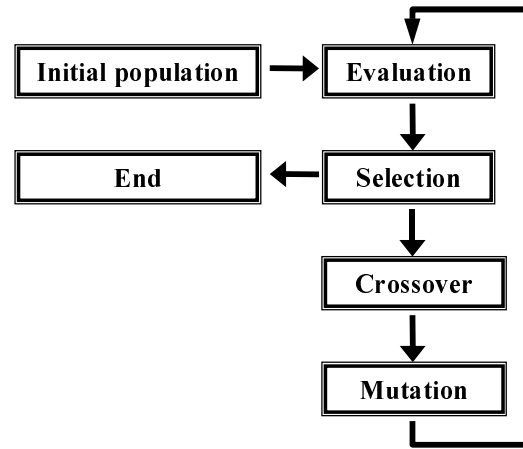 Initial population
Evaluation
End
Selection
Crossover
Mutation